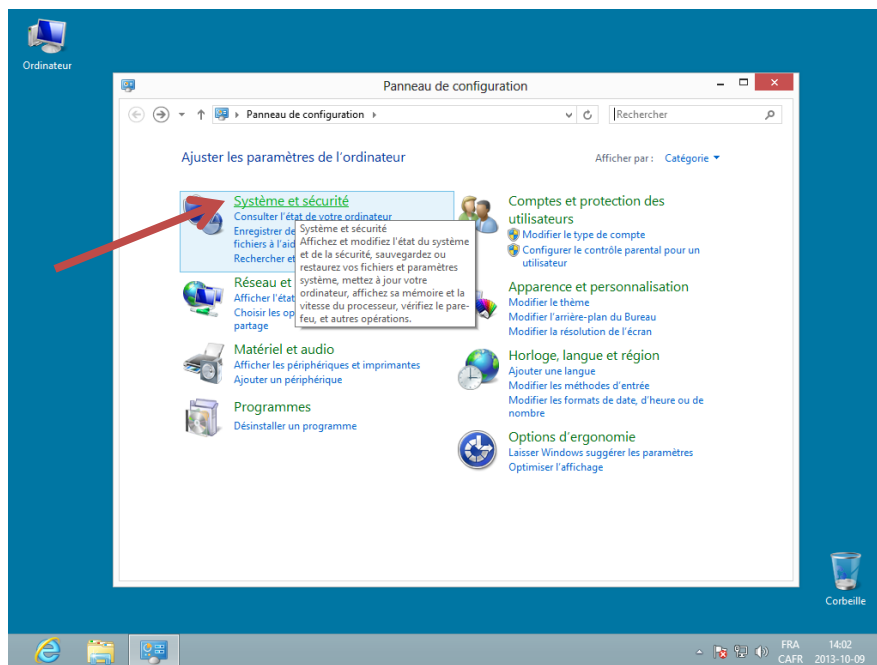 Ordinateur
Panneau de configuration
Panneau de configuration
Rechercher
Ajuster les paramètres de l'ordinateur
Afficher par : Catégorie
Système et sécurité
Consulter l'état de votre ordinateur
Enregistrer de
fichiers à l'aid
Rechercher et
Système et sécurité
Affichez et modifiez l'état du système
et de la sécurité, sauvegardez ou
restaurez vos fichiers et paramètres
système, mettez à jour votre
ordinateur, affichez sa mémoire et la
vitesse du processeur, vérifiez le pare-
feu, et autres opérations.
Réseau et
Afficher l'état
Choisir les op
partage
Matériel et audio
Afficher les périphériques et imprimantes
Ajouter un périphérique
Programmes
Désinstaller un programme
Comptes et protection des
utilisateurs
Modifier le type de compte
Configurer le contrôle parental pour un
utilisateur
Apparence et personnalisation
Modifier le thème
Modifier l'arrière-plan du Bureau
Modifier la résolution de l'écran
Horloge, langue et région
Ajouter une langue
Modifier les méthodes d'entrée
Modifier les formats de date, d'heure ou de
nombre
Options d'ergonomie
Laisser Windows suggérer les paramètres
Optimiser l'affichage
Corbeille
FRA 14:02
CAFR 2013-10-09